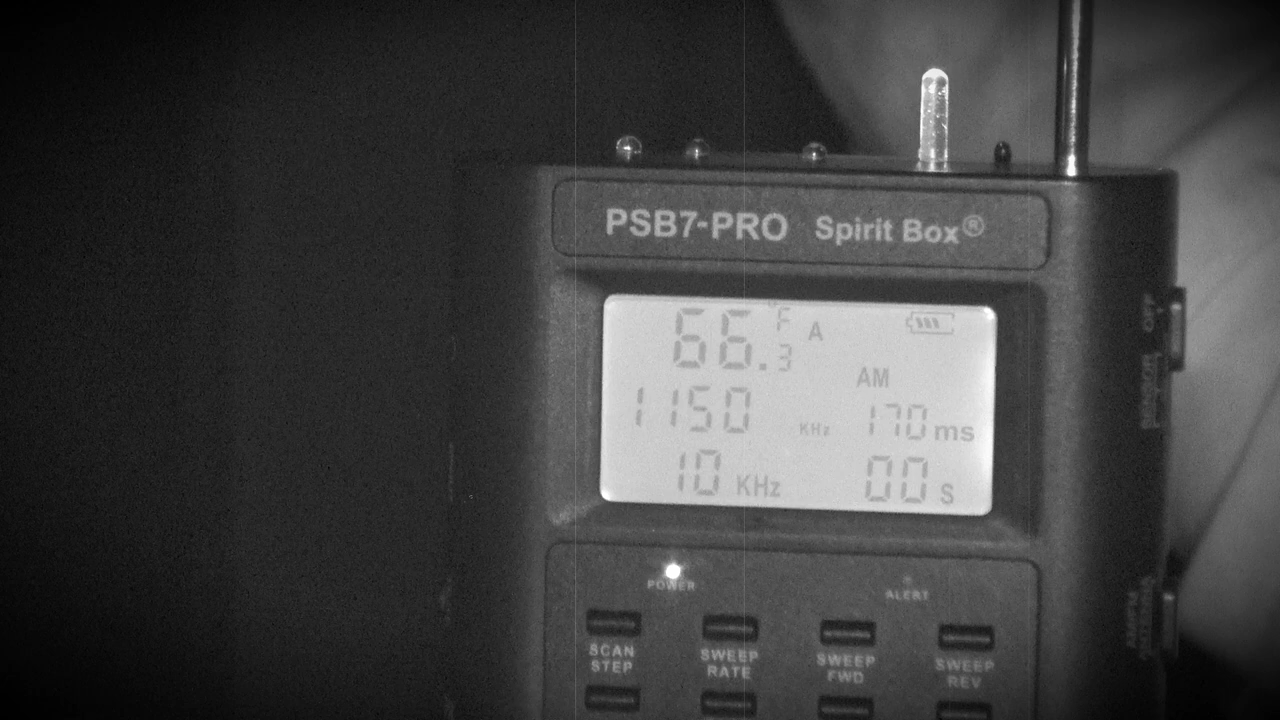 PSB7-PRO Spirit Box®
66.3 °F A
AM
1150 KHz 170 ms
10 KHz 00 S
POWER ALERT
SCAN STEP
SWEEP RATE
SWEEP FWD
SWEEP REV
OFF